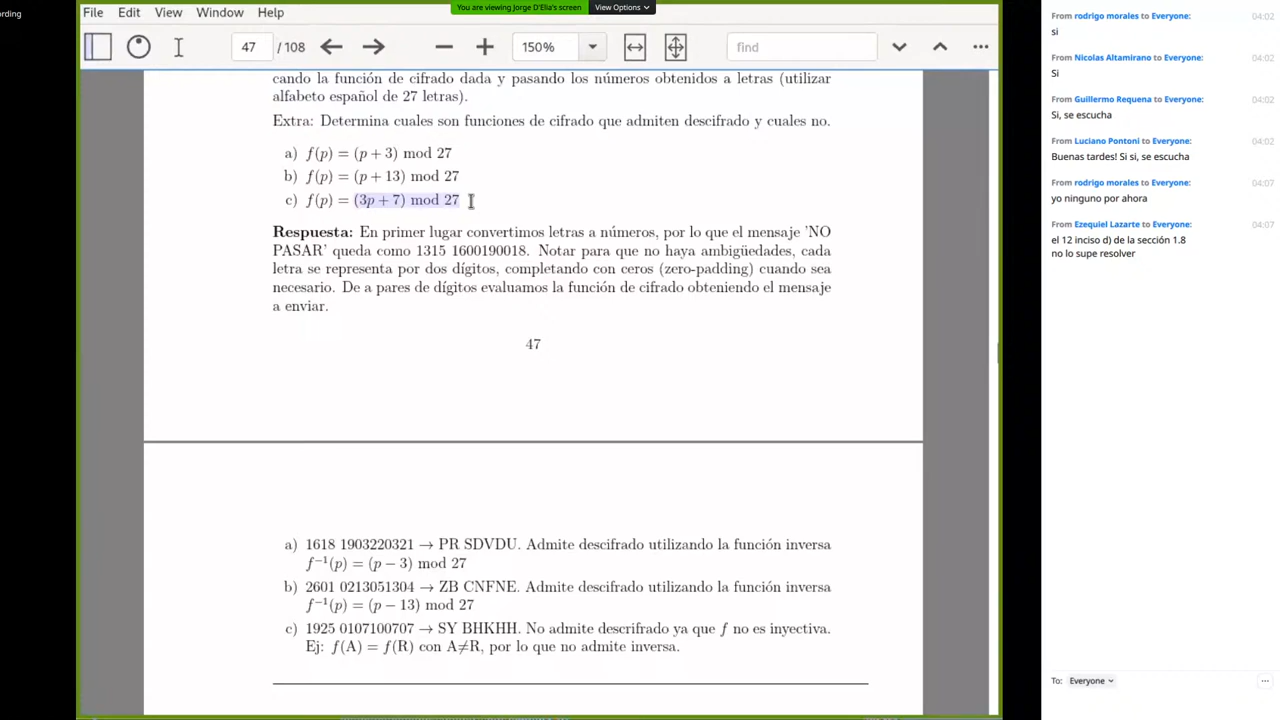 ording
You are viewing Jorge D'Elia's screen
View Options
File Edit View Window Help
47 / 108
150%
find
cando la función de cifrado dada y pasando los números obtenidos a letras (utilizar
alfabeto español de 27 letras).
Extra: Determina cuales son funciones de cifrado que admiten descifrado y cuales no.
a) f(p) = (p + 3) mod 27
b) f(p) = (p + 13) mod 27
c) f(p) = (3p + 7) mod 27
Respuesta: En primer lugar convertimos letras a números, por lo que el mensaje 'NO
PASAR' queda como 1315 1600190018. Notar para que no haya ambigüedades, cada
letra se representa por dos dígitos, completando con ceros (zero-padding) cuando sea
necesario. De a pares de dígitos evaluamos la función de cifrado obteniendo el mensaje
a enviar.
47
a) 1618 1903220321 → PR SDVDU. Admite descifrado utilizando la función inversa
f⁻¹(p) = (p − 3) mod 27
b) 2601 0213051304 → ZB CNFNE. Admite descifrado utilizando la función inversa
f⁻¹(p) = (p − 13) mod 27
c) 1925 0107100707 → SY BHKHH. No admite descrifrado ya que f no es inyectiva.
Ej: f(A) = f(R) con A≠R, por lo que no admite inversa.
From rodrigo morales to Everyone: 04:02
si
From Nicolas Altamirano to Everyone: 04:02
Si
From Guillermo Requena to Everyone: 04:02
Si, se escucha
From Luciano Pontoni to Everyone: 04:02
Buenas tardes! Si si, se escucha
From rodrigo morales to Everyone: 04:07
yo ninguno por ahora
From Ezequiel Lazarte to Everyone: 04:07
el 12 inciso d) de la sección 1.8
no lo supe resolver
To: Everyone